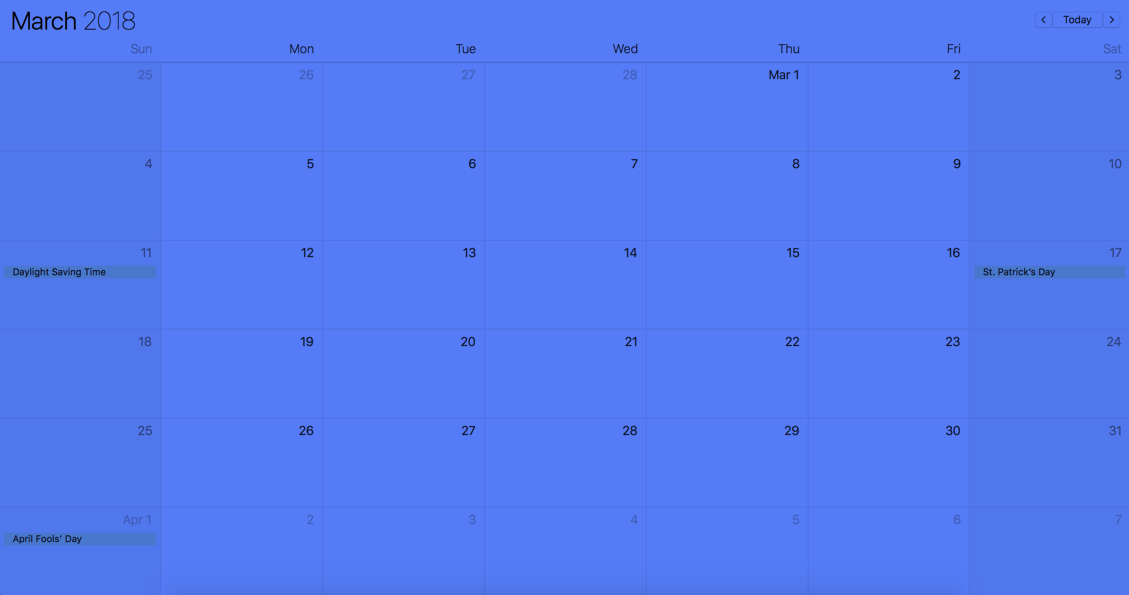 March 2018
Today
Sun Mon Tue Wed Thu Fri Sat
25 26 27 28 Mar 1 2 3
4 5 6 7 8 9 10
11 12 13 14 15 16 17
Daylight Saving Time St. Patrick's Day
18 19 20 21 22 23 24
25 26 27 28 29 30 31
Apr 1 2 3 4 5 6 7
April Fools' Day